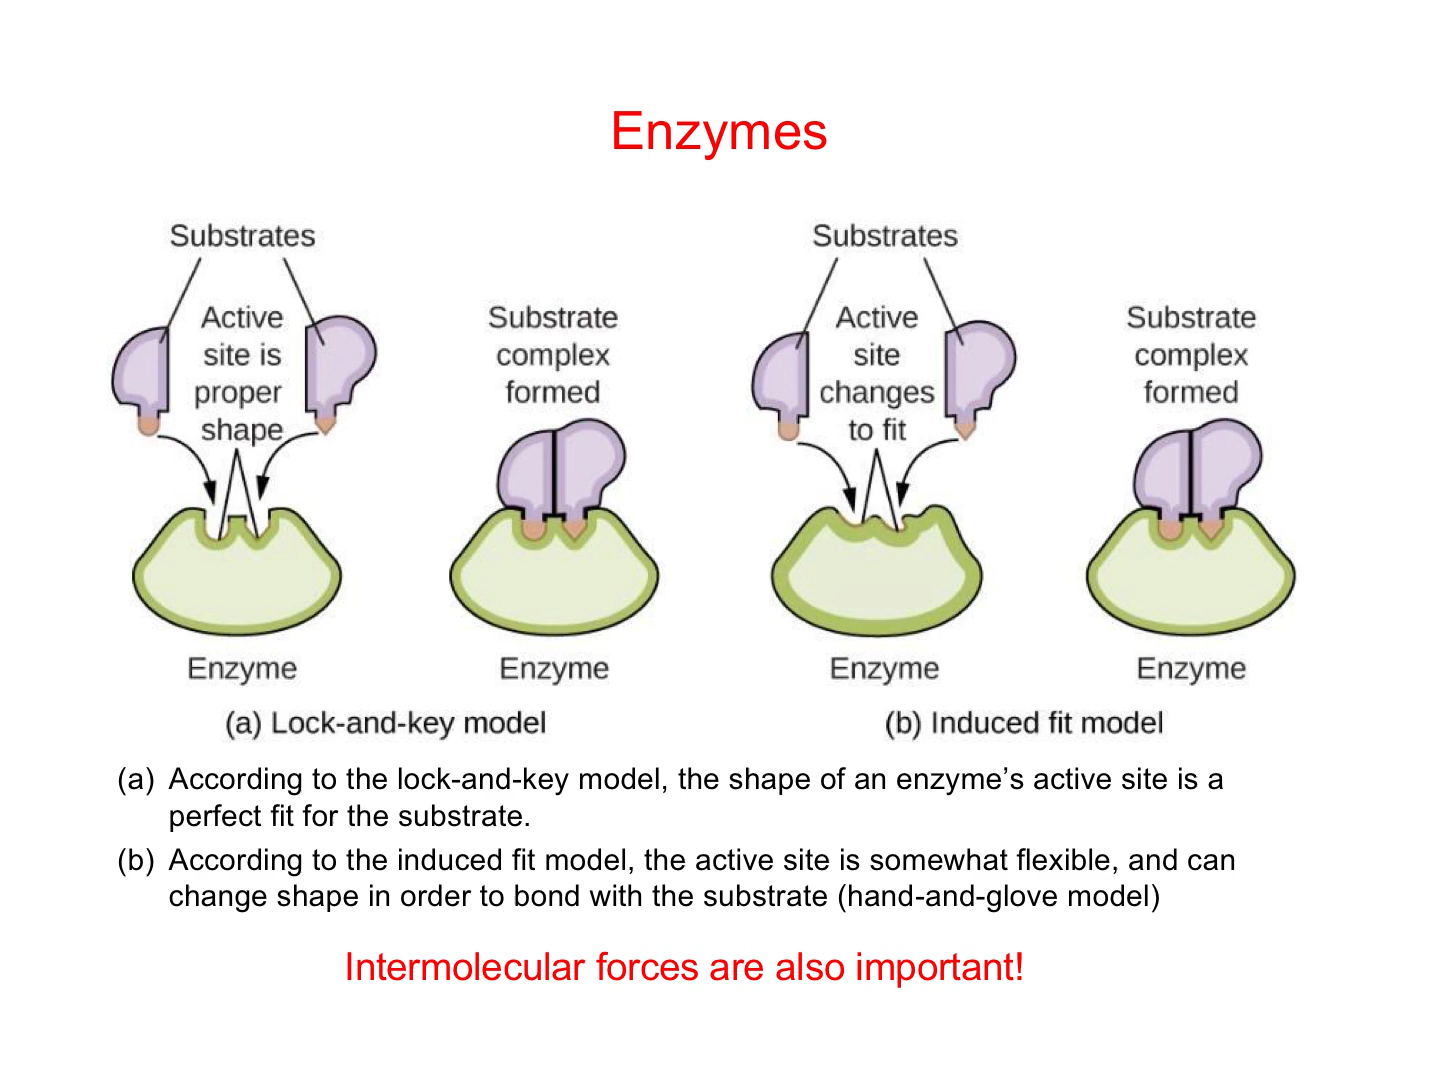 Enzymes
Substrates
Active
site is
proper
shape
Substrate
complex
formed
Enzyme
Enzyme
(a) Lock-and-key model
Substrates
Active
site
changes
to fit
Substrate
complex
formed
Enzyme
Enzyme
(b) Induced fit model
(a) According to the lock-and-key model, the shape of an enzyme’s active site is a
perfect fit for the substrate.
(b) According to the induced fit model, the active site is somewhat flexible, and can
change shape in order to bond with the substrate (hand-and-glove model)
Intermolecular forces are also important!